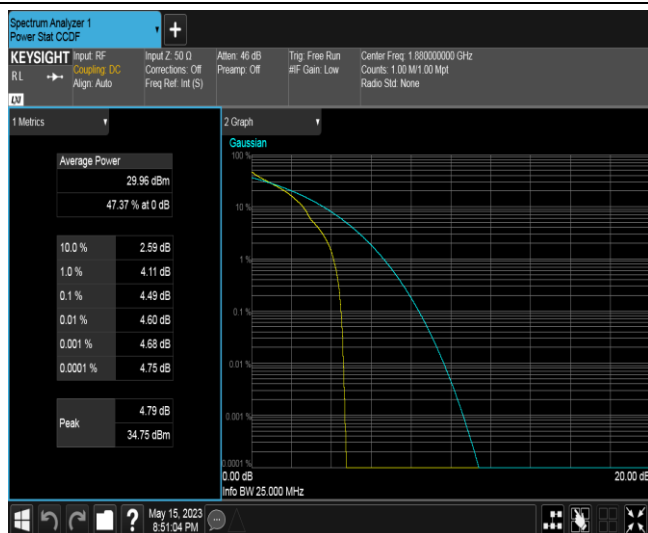 Spectrum Analyzer 1
Power Stat CCDF
+
KEYSIGHT
RL
LXI
Input: RF
Coupling: DC
Align: Auto
Input Z: 50 Ω
Corrections: Off
Freq Ref: Int (S)
Atten: 46 dB
Preamp: Off
Trig: Free Run
#IF Gain: Low
Center Freq: 1.880000000 GHz
Counts: 1.00 M/1.00 Mpt
Radio Std: None
1 Metrics
Average Power
29.96 dBm
47.37 % at 0 dB
10.0 % 2.59 dB
1.0 % 4.11 dB
0.1 % 4.49 dB
0.01 % 4.60 dB
0.001 % 4.68 dB
0.0001 % 4.75 dB
Peak
4.79 dB
34.75 dBm
2 Graph
Gaussian
100 %
10 %
1 %
0.1 %
0.01 %
0.001 %
0.0001 %
0.00 dB
20.00 dB
Info BW 25.000 MHz
?
May 15, 2023
8:51:04 PM